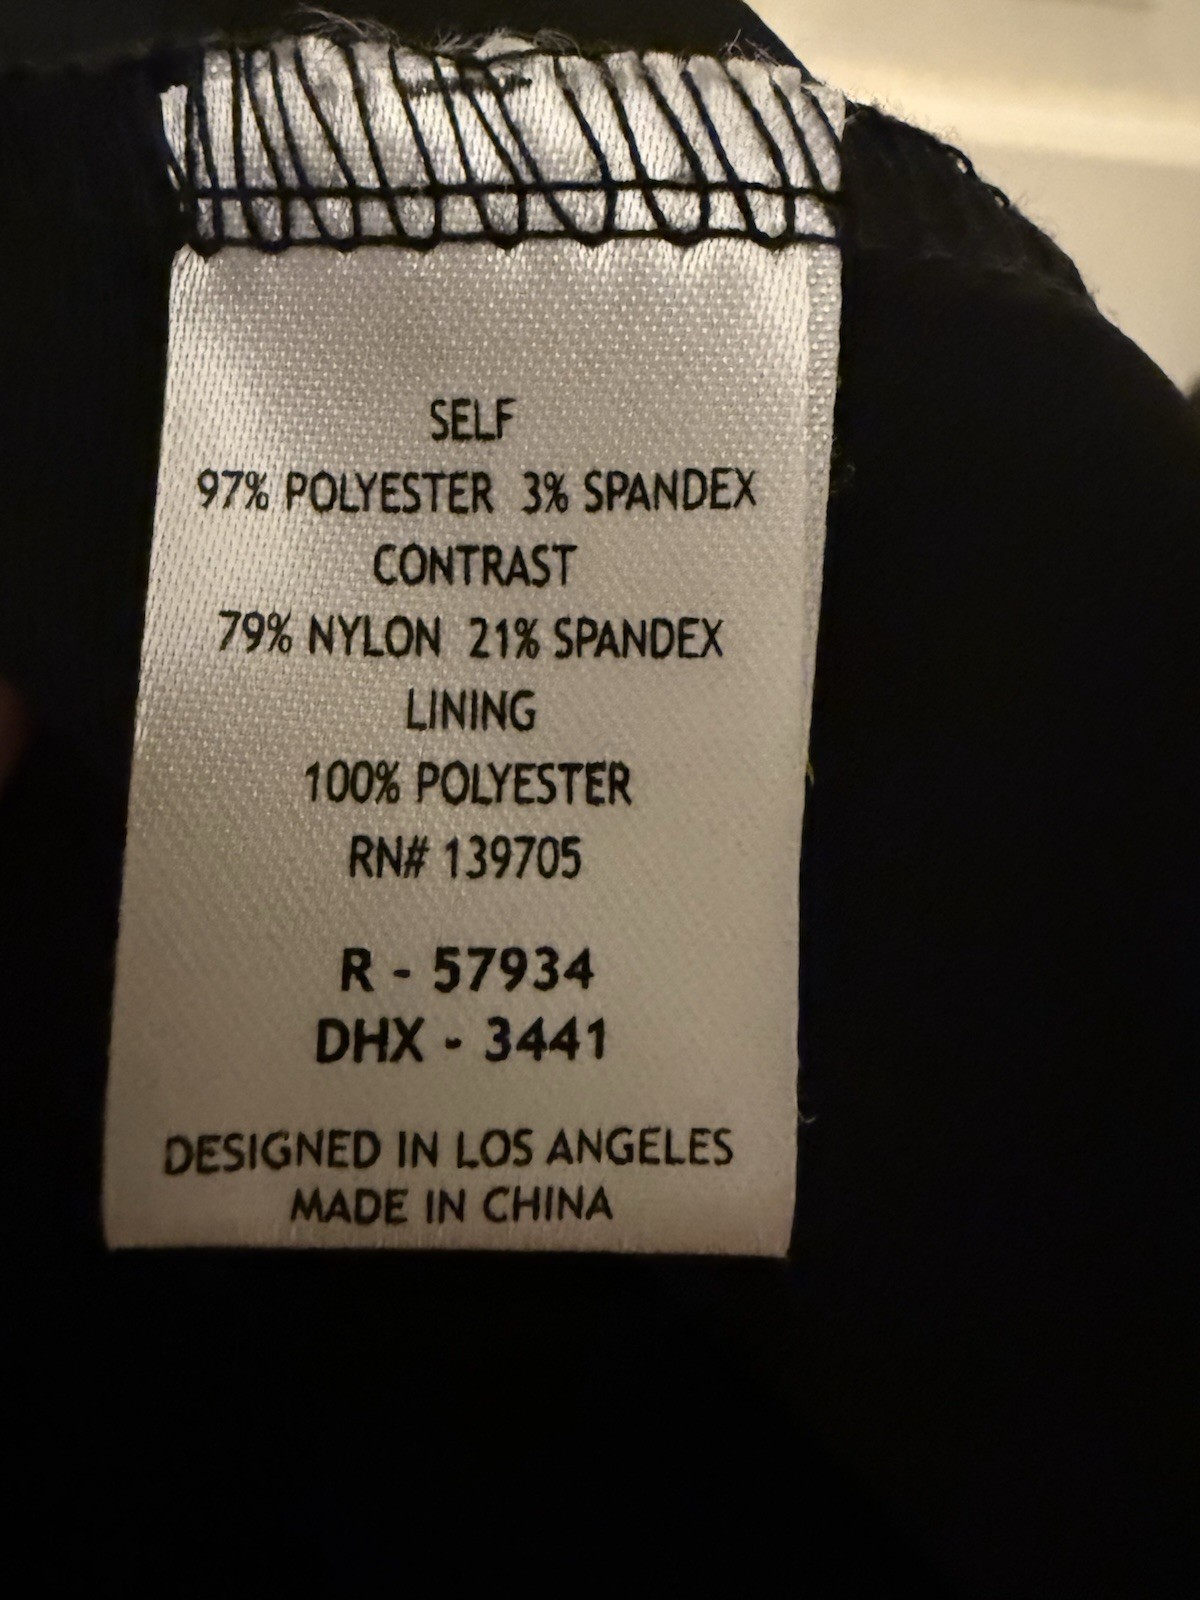 SELF
97% POLYESTER 3% SPANDEX
CONTRAST
79% NYLON 21% SPANDEX
LINING
100% POLYESTER
RN# 139705
R - 57934
DHX - 3441
DESIGNED IN LOS ANGELES
MADE IN CHINA